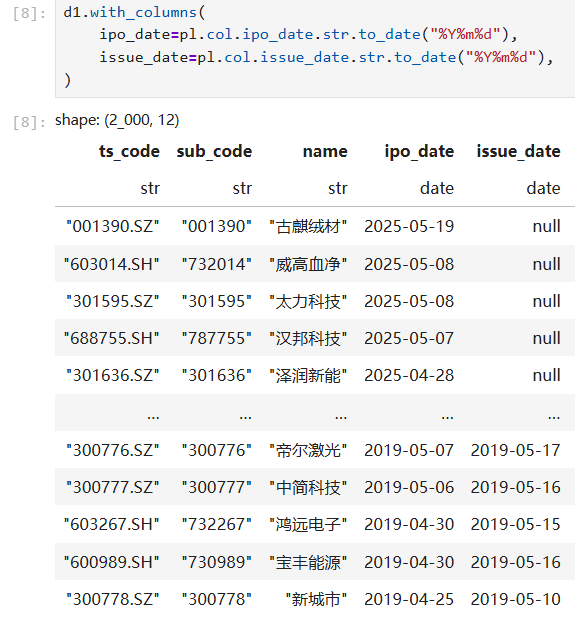 [8]: d1.with_columns(
ipo_date=pl.col.ipo_date.str.to_date("%Y%m%d"),
issue_date=pl.col.issue_date.str.to_date("%Y%m%d"),
)
[8]: shape: (2_000, 12)
ts_code sub_code name ipo_date issue_date
str str str date date
"001390.SZ" "001390" "古麒绒材" 2025-05-19 null
"603014.SH" "732014" "威高血净" 2025-05-08 null
"301595.SZ" "301595" "太力科技" 2025-05-08 null
"688755.SH" "787755" "汉邦科技" 2025-05-07 null
"301636.SZ" "301636" "泽润新能" 2025-04-28 null
… … … … …
"300776.SZ" "300776" "帝尔激光" 2019-05-07 2019-05-17
"300777.SZ" "300777" "中简科技" 2019-05-06 2019-05-16
"603267.SH" "732267" "鸿远电子" 2019-04-30 2019-05-15
"600989.SH" "730989" "宝丰能源" 2019-04-30 2019-05-16
"300778.SZ" "300778" "新城市" 2019-04-25 2019-05-10